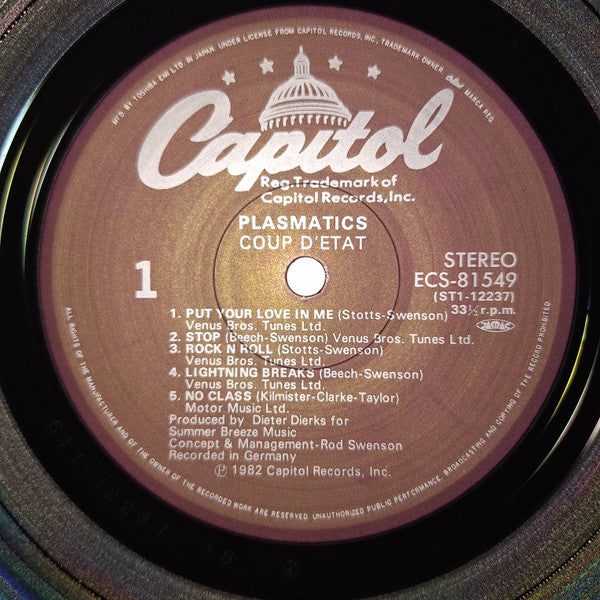 MF'D BY TOSHIBA EMI LTD. IN JAPAN UNDER LICENSE FROM CAPITOL RECORDS, INC., TRADEMARK OWNER Capitol MARCA REG.
Capitol
Reg. Trademark of
Capitol Records, Inc.
PLASMATICS
COUP D'ETAT
1
STEREO
ECS-81549
(ST1-12237)
33⅓ r.p.m.
JASRAC
1. PUT YOUR LOVE IN ME (Stotts-Swenson)
Venus Bros. Tunes Ltd.
2. STOP (Beech-Swenson) Venus Bros. Tunes Ltd.
3. ROCK N ROLL (Stotts-Swenson)
Venus Bros. Tunes Ltd.
4. LIGHTNING BREAKS (Beech-Swenson)
Venus Bros. Tunes Ltd.
5. NO CLASS (Kilmister-Clarke-Taylor)
Motor Music Ltd.
Produced by Dieter Dierks for
Summer Breeze Music
Concept & Management-Rod Swenson
Recorded in Germany
℗ 1982 Capitol Records, Inc.
ALL RIGHTS OF THE MANUFACTURER AND OF THE OWNER OF THE RECORDED WORK ARE RESERVED. UNAUTHORIZED PUBLIC PERFORMANCE, BROADCASTING AND COPYING OF THE RECORD PROHIBITED.
ST1-12237 1S